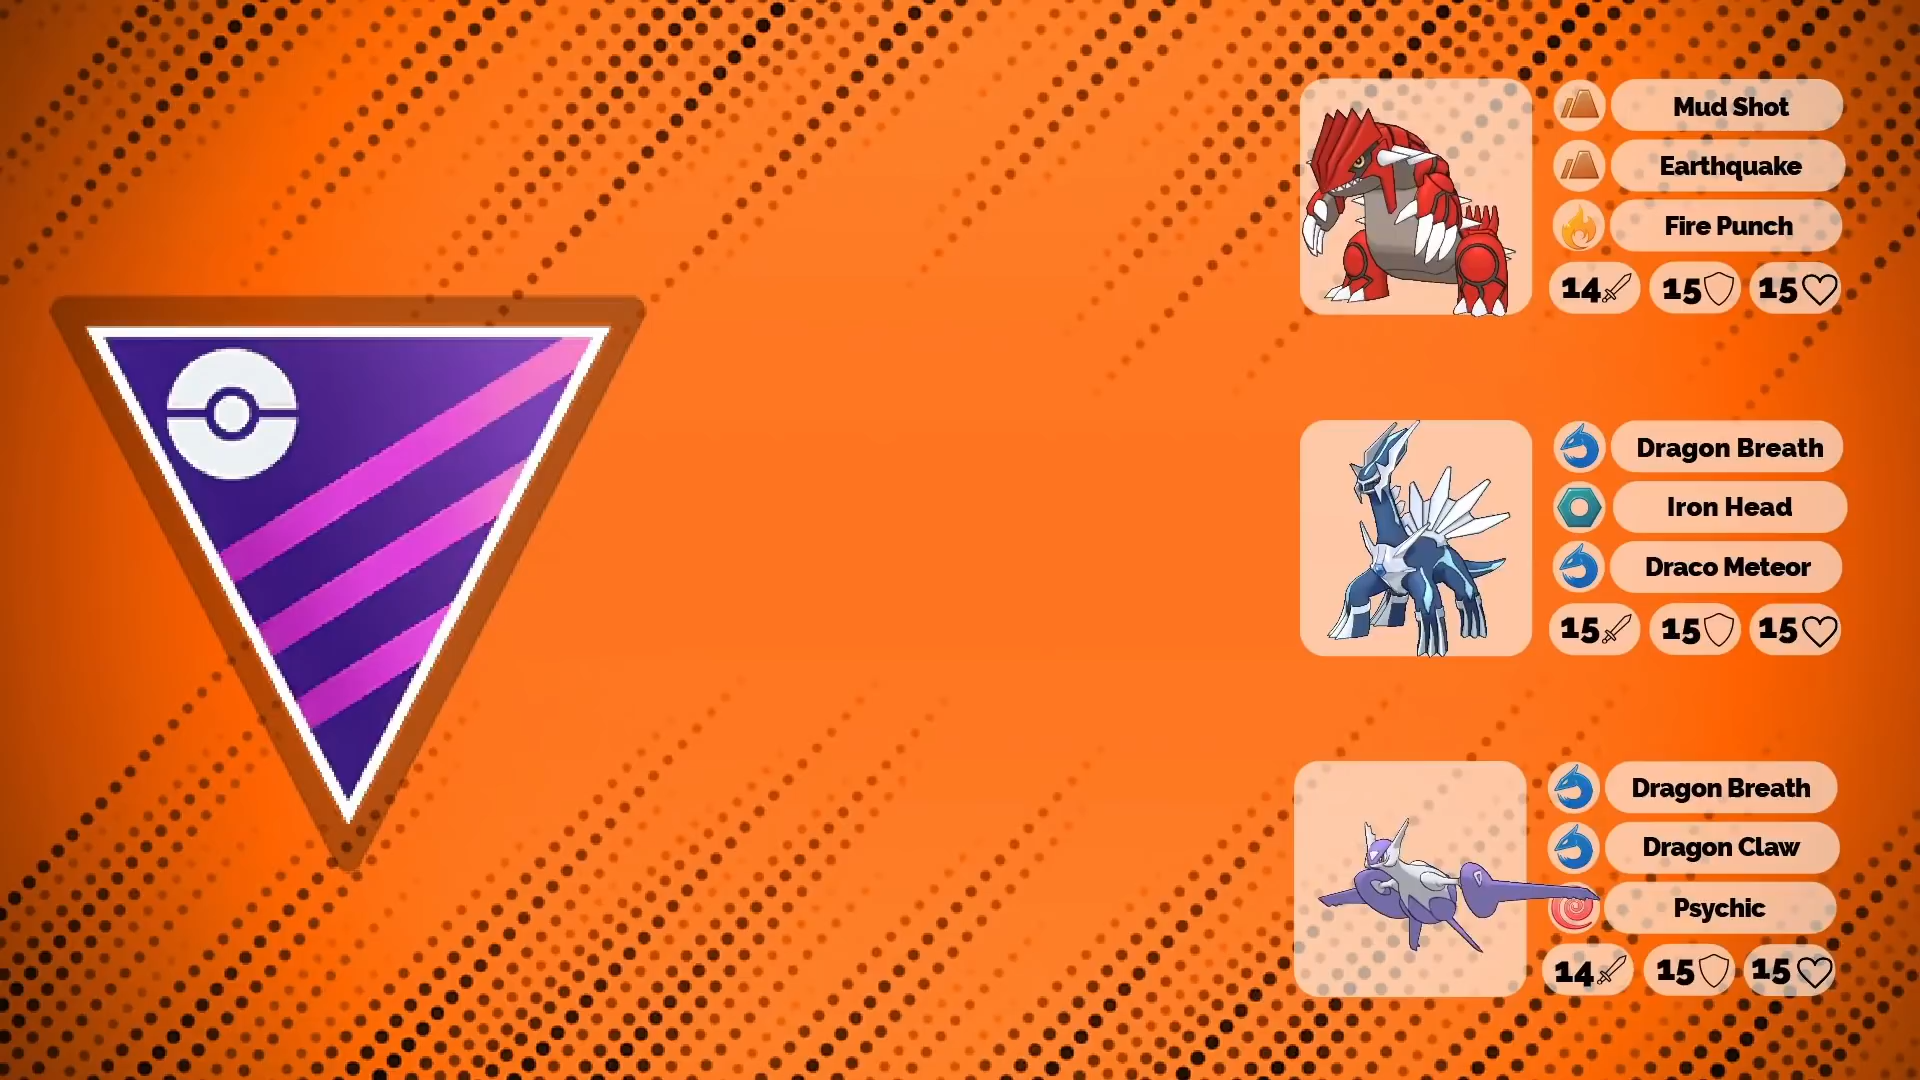 Mud Shot
Earthquake
Fire Punch
14 15 15
Dragon Breath
Iron Head
Draco Meteor
15 15 15
Dragon Breath
Dragon Claw
Psychic
14 15 15